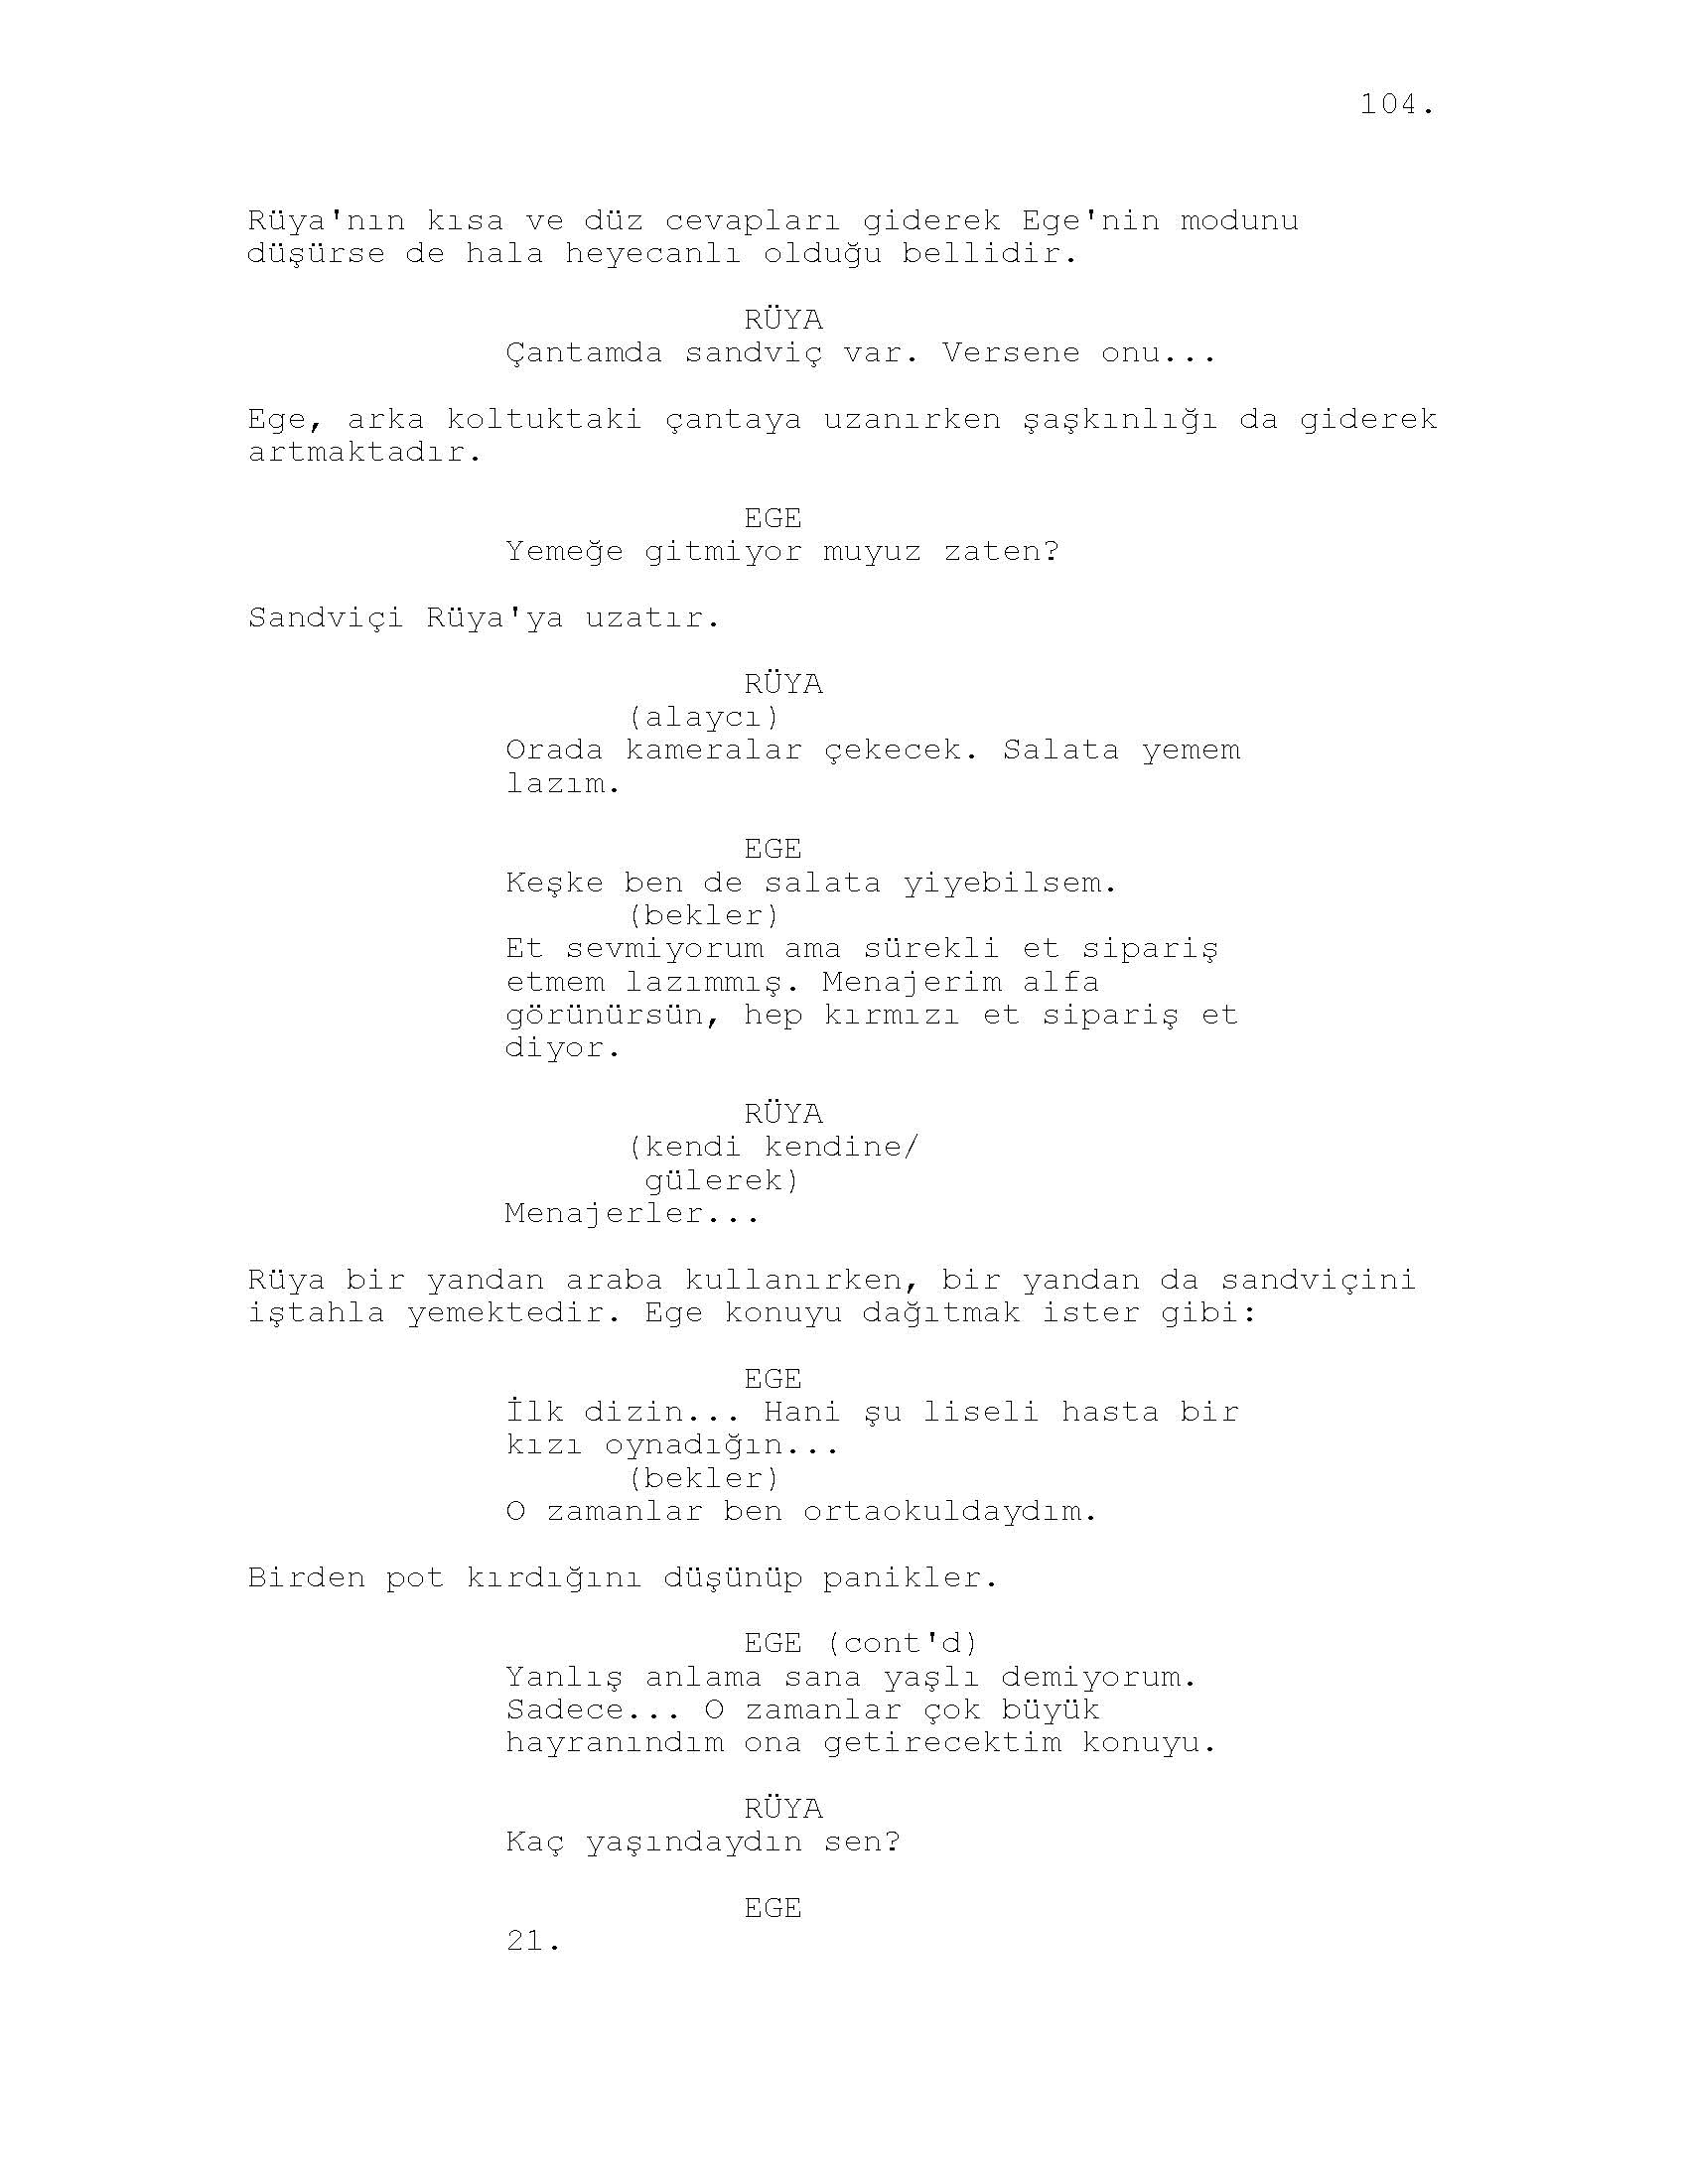 104.
Rüya'nın kısa ve düz cevapları giderek Ege'nin modunu
düşürse de hala heyecanlı olduğu bellidir.
RÜYA
Çantamda sandviç var. Versene onu...
Ege, arka koltuktaki çantaya uzanırken şaşkınlığı da giderek
artmaktadır.
EGE
Yemeğe gitmiyor muyuz zaten?
Sandviçi Rüya'ya uzatır.
RÜYA
(alaycı)
Orada kameralar çekecek. Salata yemem
lazım.
EGE
Keşke ben de salata yiyebilsem.
(bekler)
Et sevmiyorum ama sürekli et sipariş
etmem lazımmış. Menajerim alfa
görünürsün, hep kırmızı et sipariş et
diyor.
RÜYA
(kendi kendine/
gülerek)
Menajerler...
Rüya bir yandan araba kullanırken, bir yandan da sandviçini
iştahla yemektedir. Ege konuyu dağıtmak ister gibi:
EGE
İlk dizin... Hani şu liseli hasta bir
kızı oynadığın...
(bekler)
O zamanlar ben ortaokuldaydım.
Birden pot kırdığını düşünüp panikler.
EGE (cont'd)
Yanlış anlama sana yaşlı demiyorum.
Sadece... O zamanlar çok büyük
hayranındım ona getirecektim konuyu.
RÜYA
Kaç yaşındaydın sen?
EGE
21.